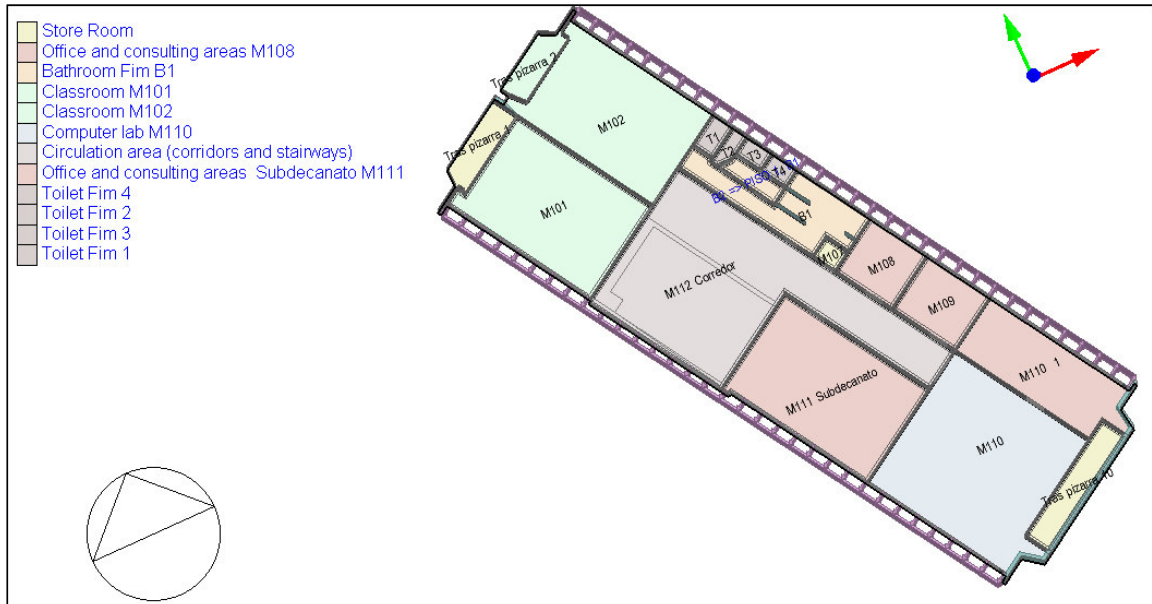 Store Room
Office and consulting areas M108
Bathroom Fim B1
Classroom M101
Classroom M102
Computer lab M110
Circulation area (corridors and stairways)
Office and consulting areas  Subdecanato M111
Toilet Fim 4
Toilet Fim 2
Toilet Fim 3
Toilet Fim 1
Tras pizarra 2
M102
Tras pizarra 1
M101
T1
T2
T3
T4
B1
M107
M108
M109
M112 Corredor
M110  1
M111 Subdecanato
M110
Tras pizarra 10